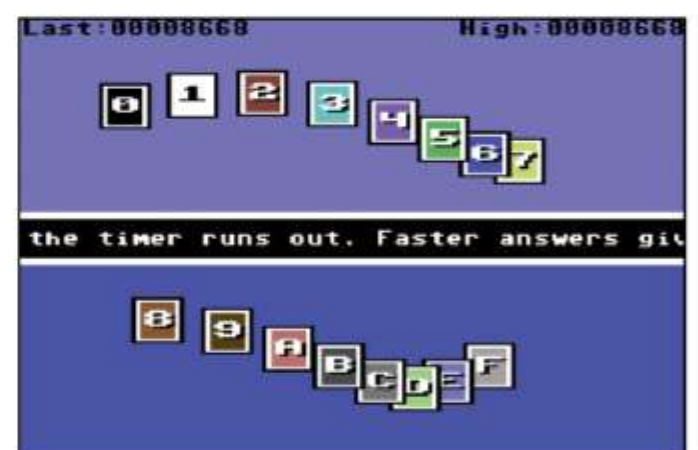 Last:00008668 High:00008668
0 1 2 3 4 5 6 7
the timer runs out. Faster answers giv
8 9 A B C D E F